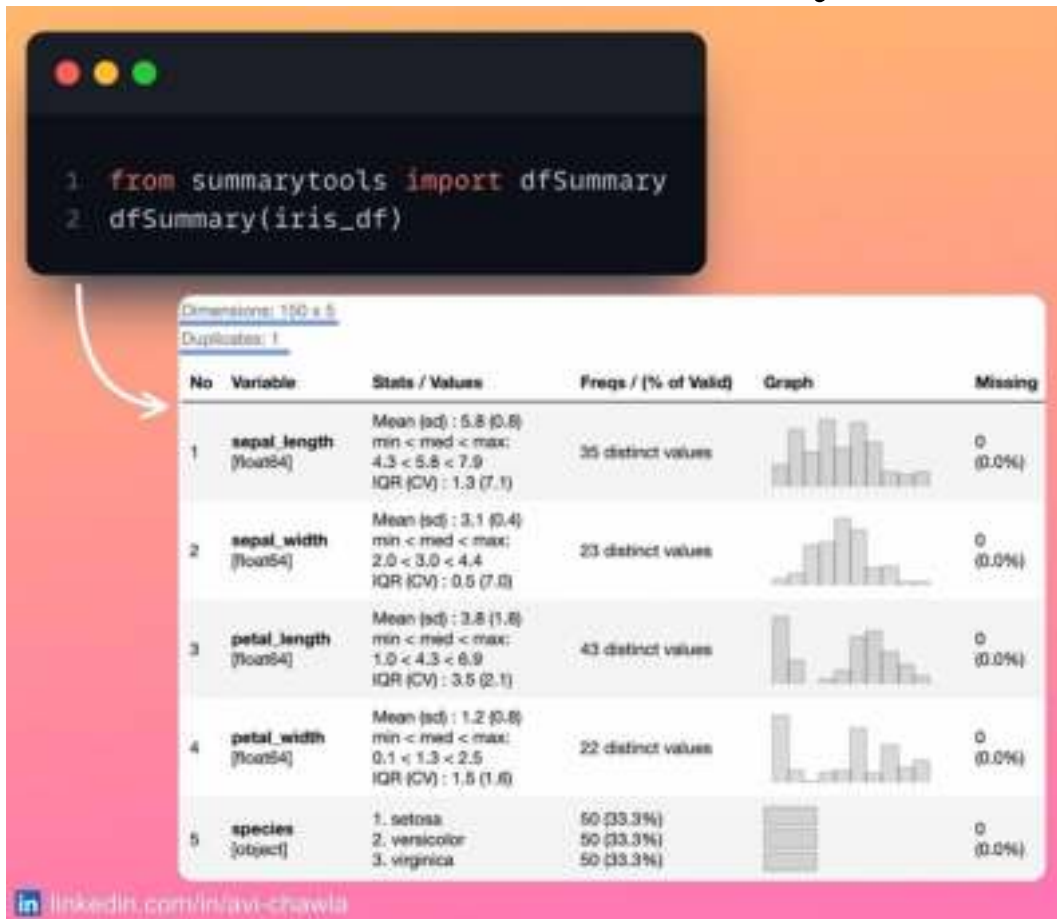 1 from summarytools import dfSummary
2 dfSummary(iris_df)
Dimensions: 150 x 5
Duplicates: 1
No Variable Stats / Values Freqs / (% of Valid) Graph Missing
1 sepal_length [float64] Mean (sd) : 5.8 (0.8) min < med < max: 4.3 < 5.8 < 7.9 IQR (CV) : 1.3 (7.1) 35 distinct values 0 (0.0%)
2 sepal_width [float64] Mean (sd) : 3.1 (0.4) min < med < max: 2.0 < 3.0 < 4.4 IQR (CV) : 0.5 (7.0) 23 distinct values 0 (0.0%)
3 petal_length [float64] Mean (sd) : 3.8 (1.8) min < med < max: 1.0 < 4.3 < 6.9 IQR (CV) : 3.5 (2.1) 43 distinct values 0 (0.0%)
4 petal_width [float64] Mean (sd) : 1.2 (0.8) min < med < max: 0.1 < 1.3 < 2.5 IQR (CV) : 1.5 (1.6) 22 distinct values 0 (0.0%)
5 species [object] 1. setosa 2. versicolor 3. virginica 50 (33.3%) 50 (33.3%) 50 (33.3%) 0 (0.0%)
in linkedin.com/in/avi-chawla